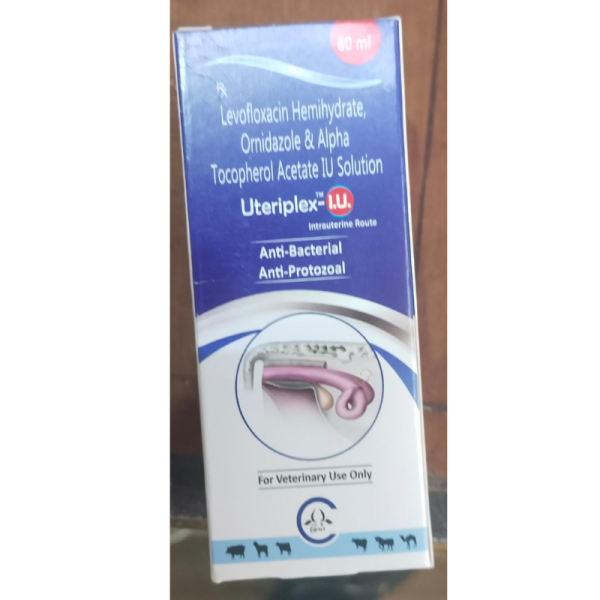 60 ml
Rx
Levofloxacin Hemihydrate,
Ornidazole & Alpha
Tocopherol Acetate IU Solution
Uteriplex™-I.U.
Intrauterine Route
Anti-Bacterial
Anti-Protozoal
For Veterinary Use Only